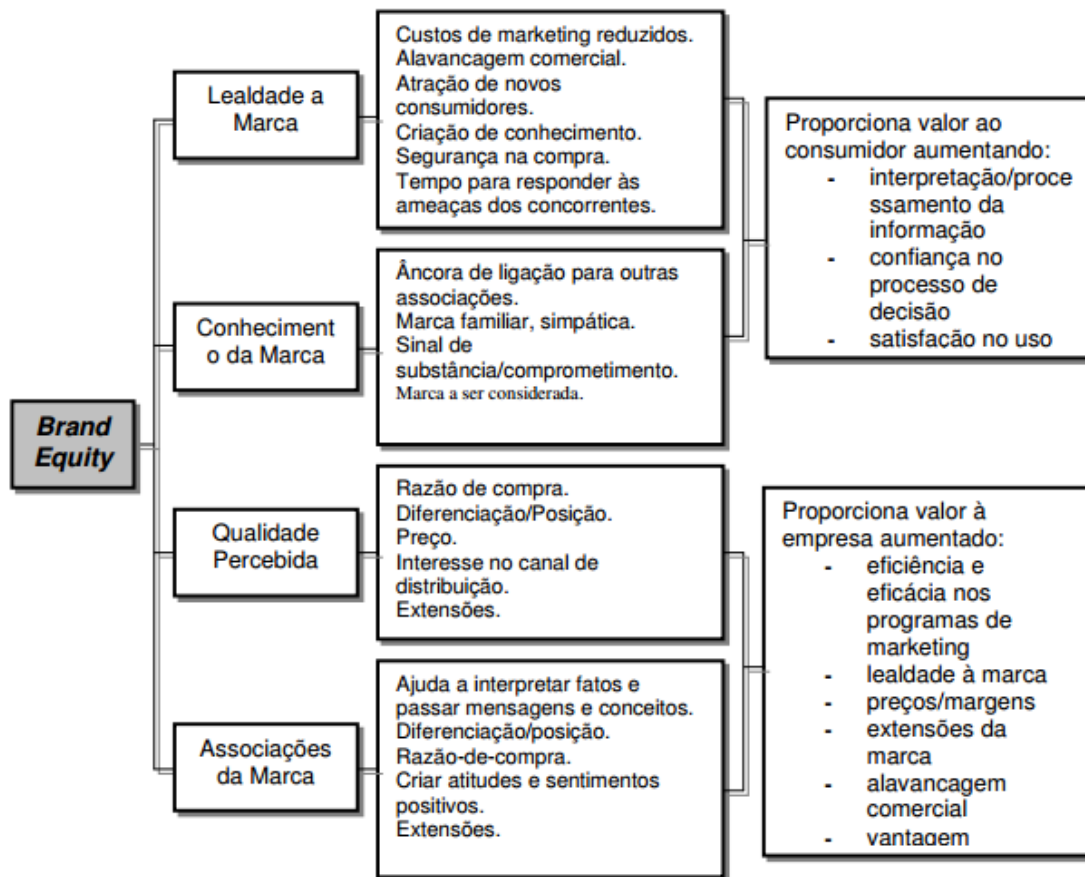 Brand
Equity
Lealdade a
Marca
Custos de marketing reduzidos.
Alavancagem comercial.
Atração de novos
consumidores.
Criação de conhecimento.
Segurança na compra.
Tempo para responder às
ameaças dos concorrentes.
Conheciment
o da Marca
Âncora de ligação para outras
associações.
Marca familiar, simpática.
Sinal de
substância/comprometimento.
Marca a ser considerada.
Qualidade
Percebida
Razão de compra.
Diferenciação/Posição.
Preço.
Interesse no canal de
distribuição.
Extensões.
Associações
da Marca
Ajuda a interpretar fatos e
passar mensagens e conceitos.
Diferenciação/posição.
Razão-de-compra.
Criar atitudes e sentimentos
positivos.
Extensões.
Proporciona valor ao
consumidor aumentando:
- interpretação/proce
ssamento da
informação
- confiança no
processo de
decisão
- satisfação no uso
Proporciona valor à
empresa aumentado:
- eficiência e
eficácia nos
programas de
marketing
- lealdade à marca
- preços/margens
- extensões da
marca
- alavancagem
comercial
- vantagem